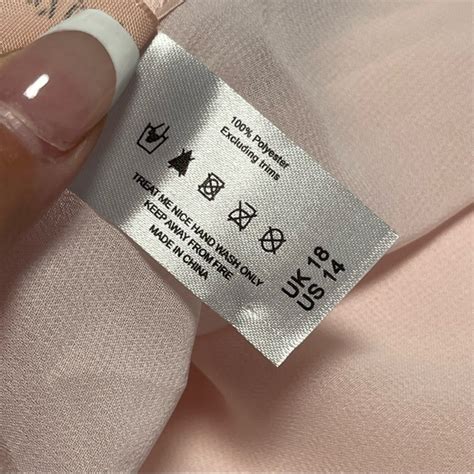 100% Polyester
Excluding trims
TREAT ME NICE HAND WASH ONLY
KEEP AWAY FROM FIRE
MADE IN CHINA
UK 18
US 14